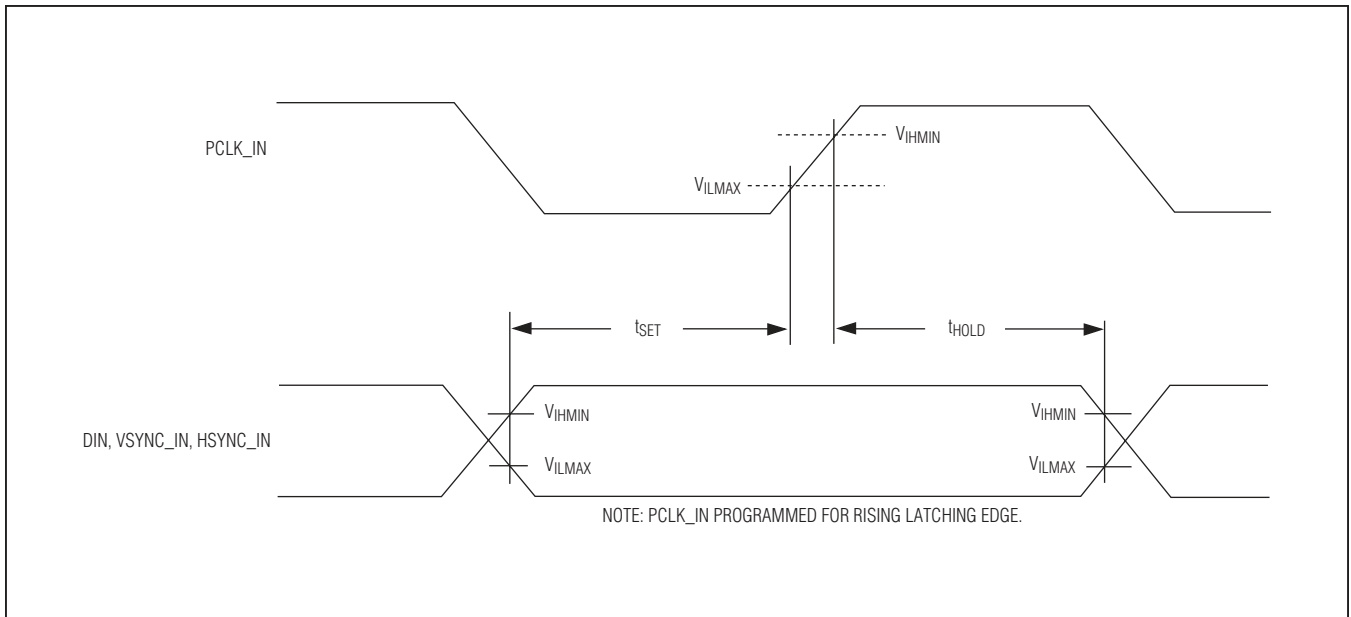 PCLK_IN
VIHMIN
VILMAX
tSET
tHOLD
VIHMIN
VIHMIN
DIN, VSYNC_IN, HSYNC_IN
VILMAX
VILMAX
NOTE: PCLK_IN PROGRAMMED FOR RISING LATCHING EDGE.